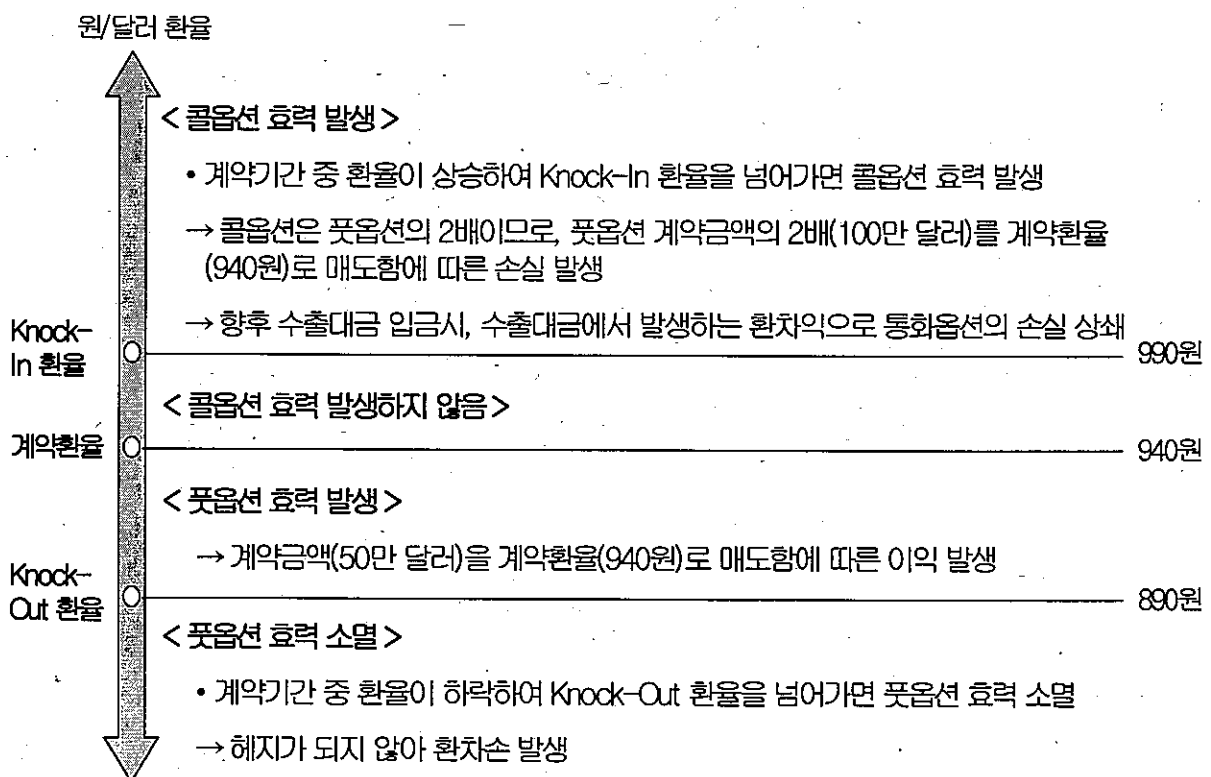 원/달러 환율
< 콜옵션 효력 발생 >
• 계약기간 중 환율이 상승하여 Knock-In 환율을 넘어가면 콜옵션 효력 발생
→ 콜옵션은 풋옵션의 2배이므로, 풋옵션 계약금액의 2배(100만 달러)를 계약환율
(940원)로 매도함에 따른 손실 발생
→ 향후 수출대금 입금시, 수출대금에서 발생하는 환차익으로 통화옵션의 손실 상쇄
Knock-
In 환율
990원
< 콜옵션 효력 발생하지 않음 >
계약환율
940원
< 풋옵션 효력 발생 >
→ 계약금액(50만 달러)을 계약환율(940원)로 매도함에 따른 이익 발생
Knock-
Out 환율
890원
< 풋옵션 효력 소멸 >
• 계약기간 중 환율이 하락하여 Knock-Out 환율을 넘어가면 풋옵션 효력 소멸
→ 헤지가 되지 않아 환차손 발생